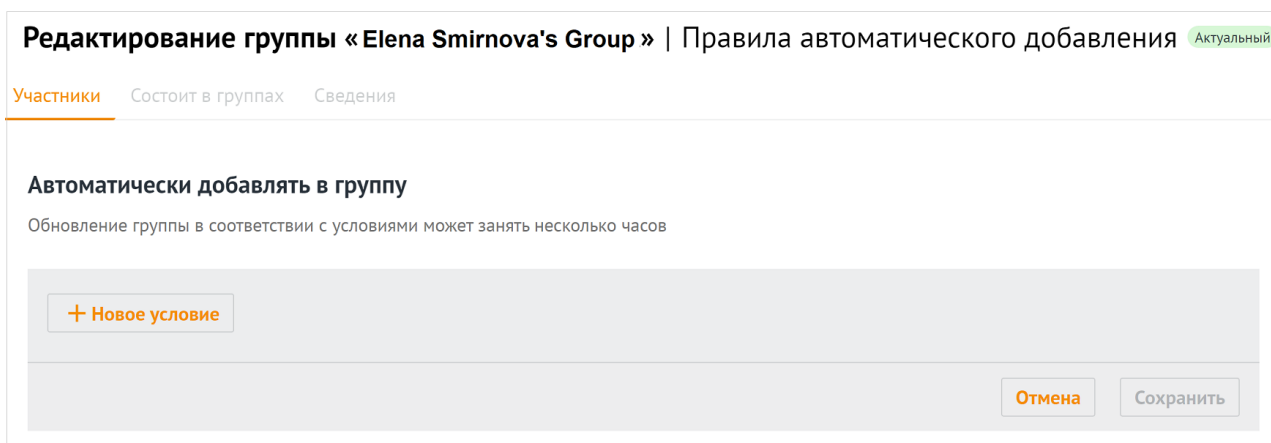 Редактирование группы «Elena Smirnova's Group» | Правила автоматического добавления Актуальный
Участники Состоит в группах Сведения
Автоматически добавлять в группу
Обновление группы в соответствии с условиями может занять несколько часов
+ Новое условие
Отмена Сохранить